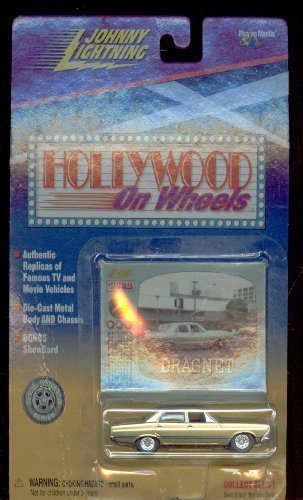 JOHNNY
LIGHTNING
Playing Mantis
HOLLYWOOD
On Wheels
Authentic
Replicas of
Famous TV and
Movie Vehicles
Die-Cast Metal
Body AND Chassis
BONUS
Showcard
DRAGNET
WARNING: CHOKING HAZARD-small parts.
Not for children under 3 years.
COLLECT